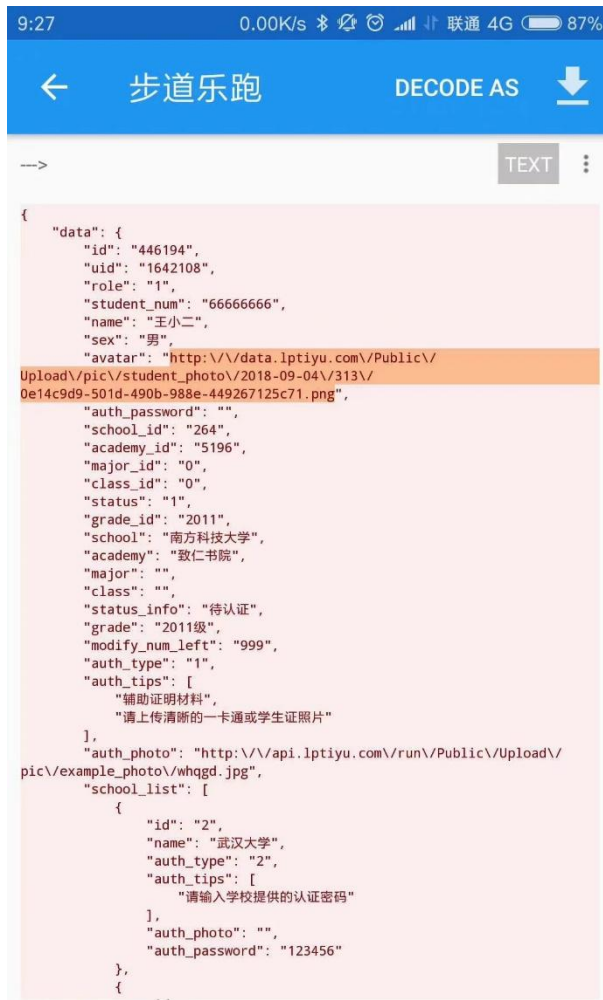 9:27 0.00K/s 联通 4G 87%
步道乐跑 DECODE AS
---> TEXT
{
"data": {
"id": "446194",
"uid": "1642108",
"role": "1",
"student_num": "66666666",
"name": "王小二",
"sex": "男",
"avatar": "http:\/\/data.lptiyu.com\/Public\/
Upload\/pic\/student_photo\/2018-09-04\/313\/
0e14c9d9-501d-490b-988e-449267125c71.png",
"auth_password": "",
"school_id": "264",
"academy_id": "5196",
"major_id": "0",
"class_id": "0",
"status": "1",
"grade_id": "2011",
"school": "南方科技大学",
"academy": "致仁书院",
"major": "",
"class": "",
"status_info": "待认证",
"grade": "2011级",
"modify_num_left": "999",
"auth_type": "1",
"auth_tips": [
"辅助证明材料",
"请上传清晰的一卡通或学生证照片"
],
"auth_photo": "http:\/\/api.lptiyu.com\/run\/Public\/Upload\/
pic\/example_photo\/whqgd.jpg",
"school_list": [
{
"id": "2",
"name": "武汉大学",
"auth_type": "2",
"auth_tips": [
"请输入学校提供的认证密码"
],
"auth_photo": "",
"auth_password": "123456"
},
{